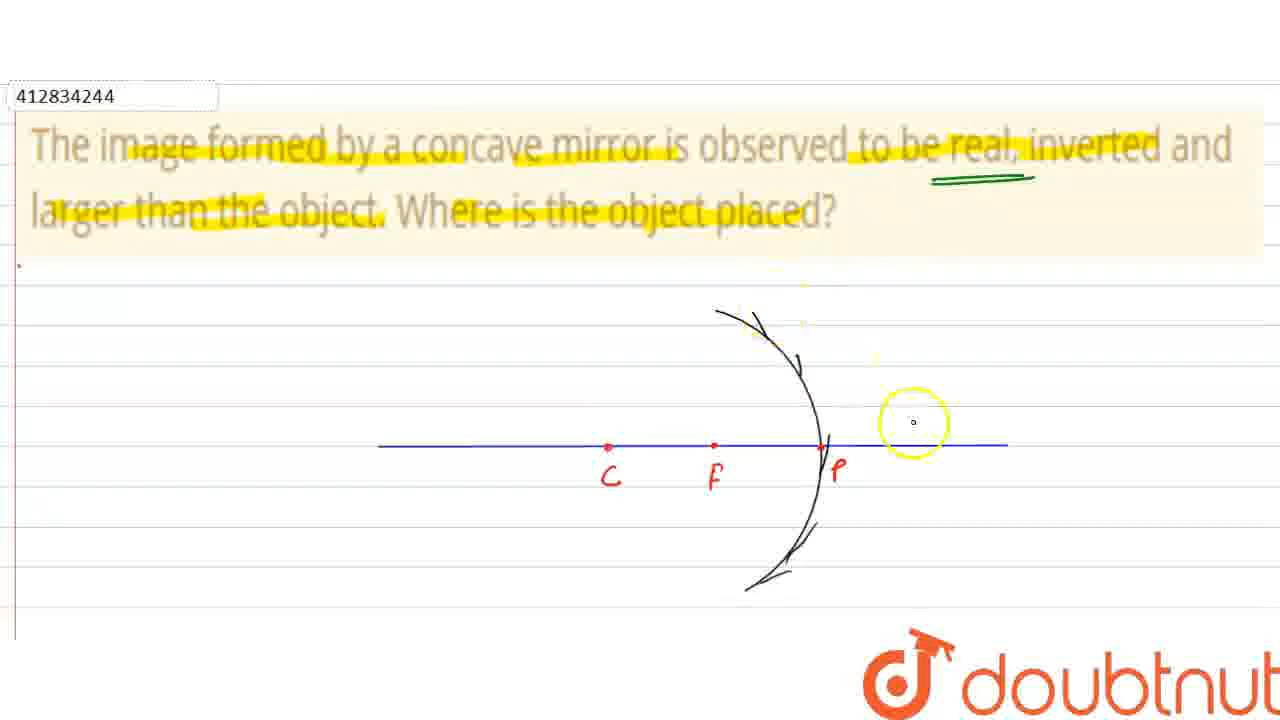 412834244
The image formed by a concave mirror is observed to be real, inverted and
larger than the object. Where is the object placed?
C F P
doubtnut